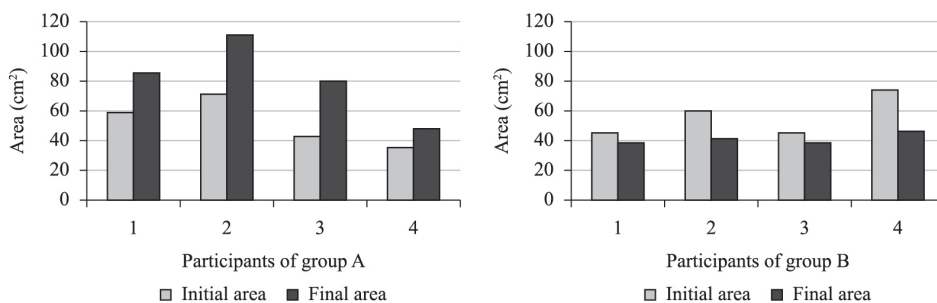 120
100
80
60
40
20
0
Area (cm²)
1 2 3 4
Participants of group A
Initial area Final area
120
100
80
60
40
20
0
Area (cm²)
1 2 3 4
Participants of group B
Initial area Final area